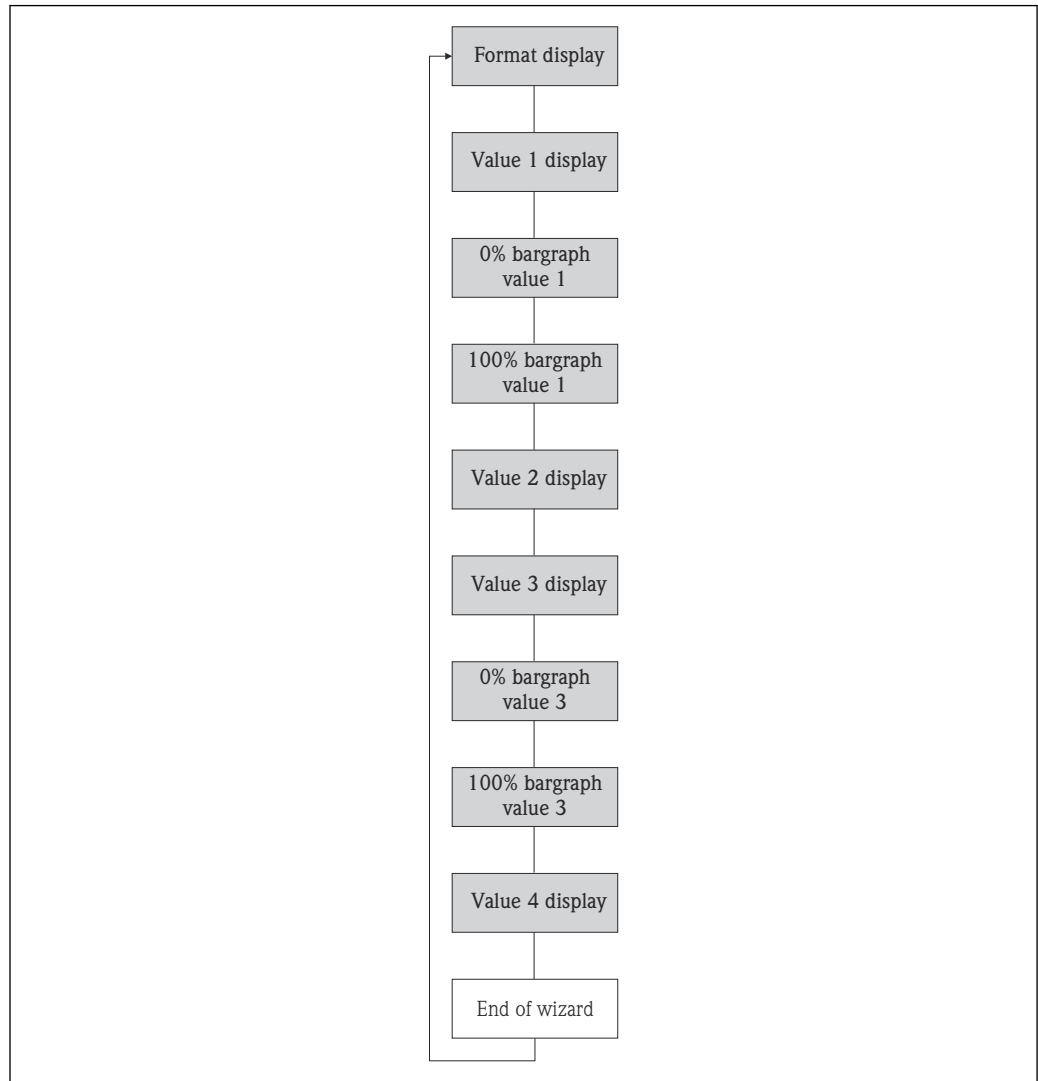 Format display
Value 1 display
0% bargraph
value 1
100% bargraph
value 1
Value 2 display
Value 3 display
0% bargraph
value 3
100% bargraph
value 3
Value 4 display
End of wizard